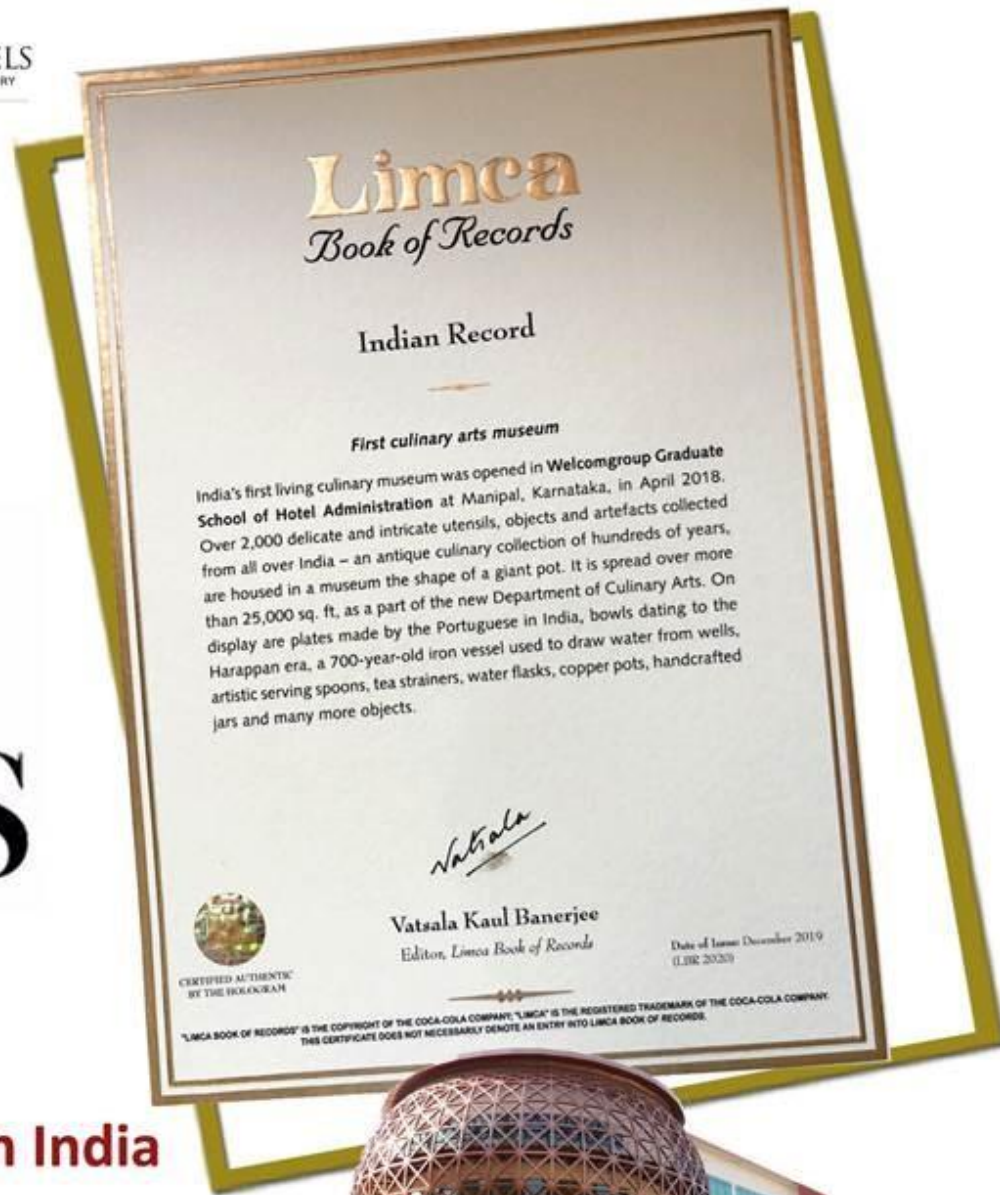 ELS
RY
Limca
Book of Records
Indian Record
First culinary arts museum
India's first living culinary museum was opened in Welcomgroup Graduate
School of Hotel Administration at Manipal, Karnataka, in April 2018.
Over 2,000 delicate and intricate utensils, objects and artefacts collected
from all over India – an antique culinary collection of hundreds of years,
are housed in a museum the shape of a giant pot. It is spread over more
than 25,000 sq. ft, as a part of the new Department of Culinary Arts. On
display are plates made by the Portuguese in India, bowls dating to the
Harappan era, a 700-year-old iron vessel used to draw water from wells,
artistic serving spoons, tea strainers, water flasks, copper pots, handcrafted
jars and many more objects.
S
Vatsala
Vatsala Kaul Banerjee
Editor, Limca Book of Records
Date of Issue: December 2019
(LBR 2020)
CERTIFIED AUTHENTIC
BY THE HOLOGRAM
"LIMCA BOOK OF RECORDS" IS THE COPYRIGHT OF THE COCA-COLA COMPANY; "LIMCA" IS THE REGISTERED TRADEMARK OF THE COCA-COLA COMPANY.
THIS CERTIFICATE DOES NOT NECESSARILY DENOTE AN ENTRY INTO LIMCA BOOK OF RECORDS.
n India